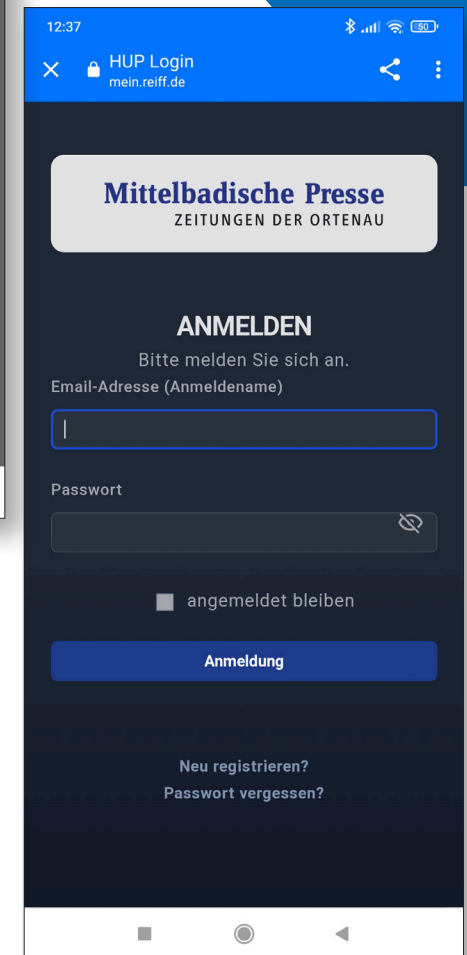 12:37
50
HUP Login
mein.reiff.de
Mittelbadische Presse
ZEITUNGEN DER ORTENAU
ANMELDEN
Bitte melden Sie sich an.
Email-Adresse (Anmeldename)
Passwort
angemeldet bleiben
Anmeldung
Neu registrieren?
Passwort vergessen?